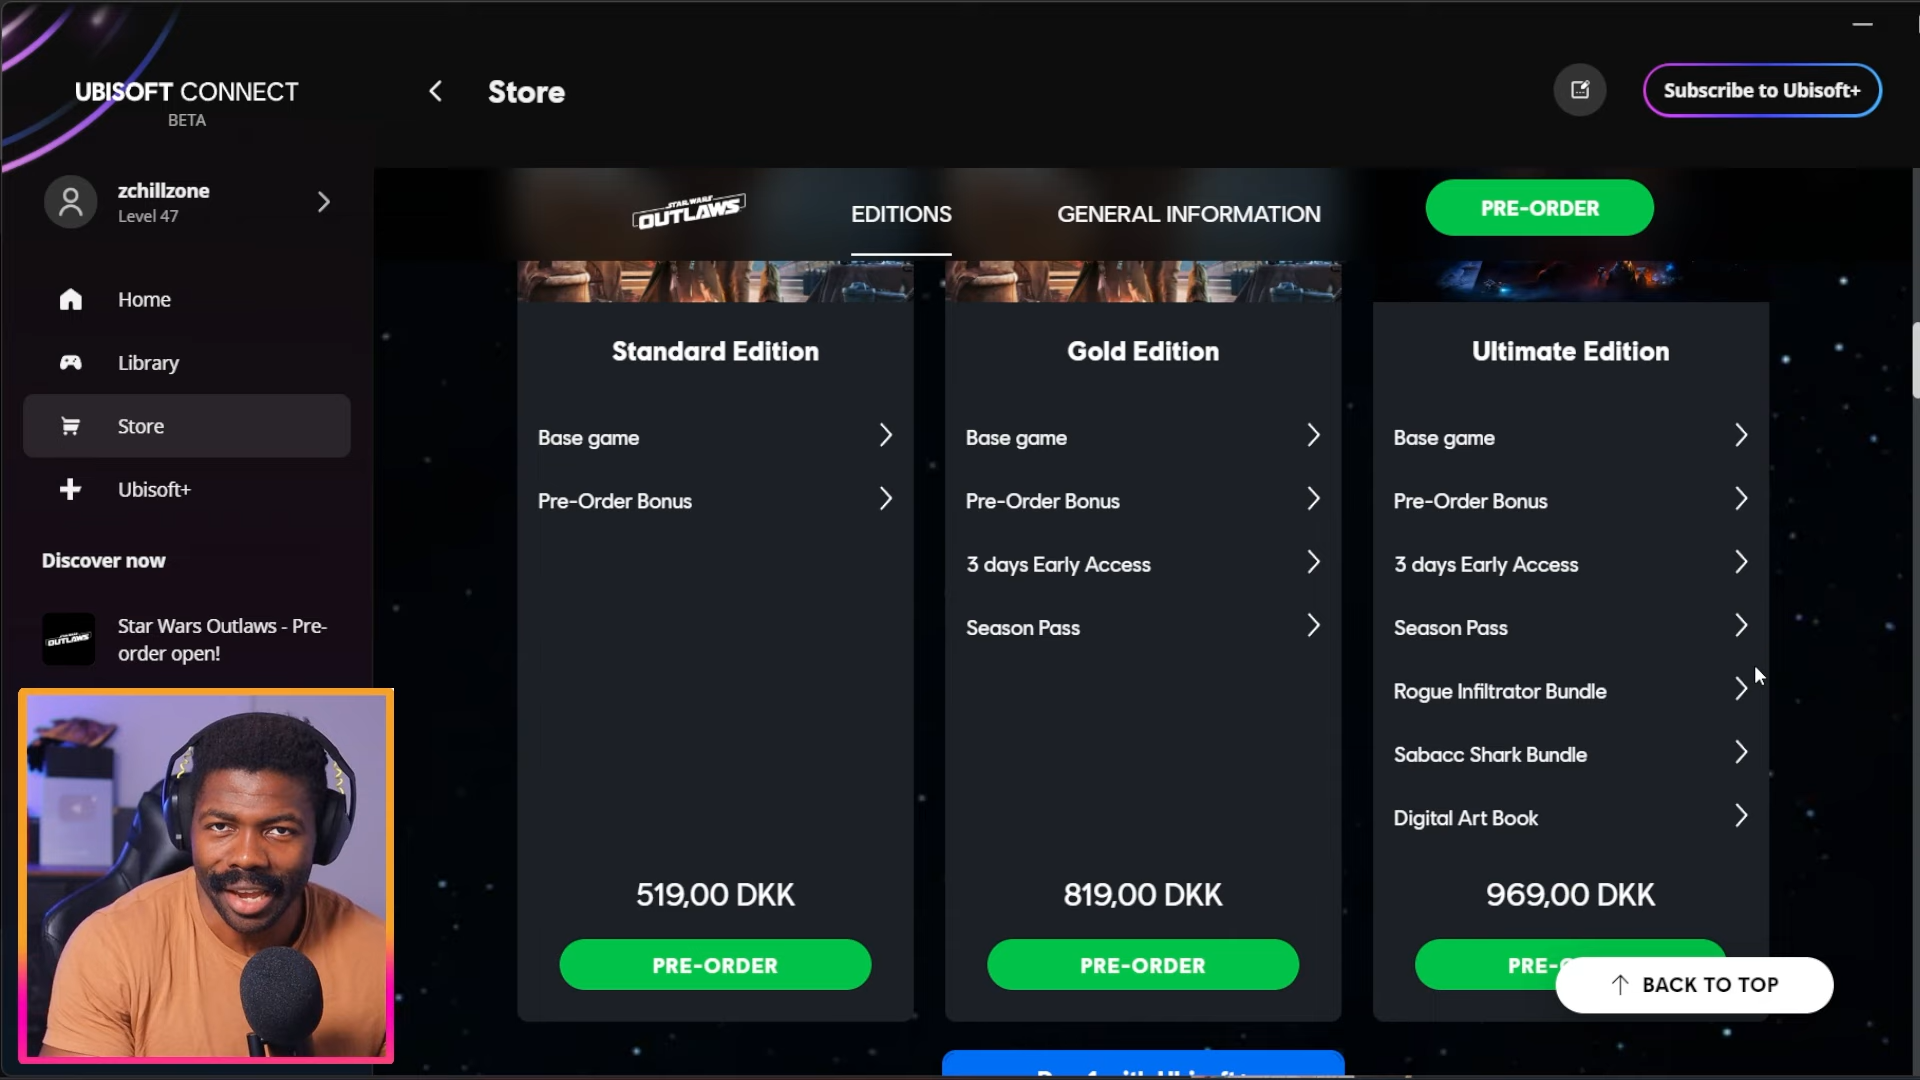 UBISOFT CONNECT
BETA
Store
Subscribe to Ubisoft+
zchillzone
Level 47
STAR WARS
OUTLAWS
EDITIONS
GENERAL INFORMATION
PRE-ORDER
Home
Library
Store
Ubisoft+
Discover now
OUTLAWS
Star Wars Outlaws - Pre-
order open!
Standard Edition
Base game
Pre-Order Bonus
519,00 DKK
PRE-ORDER
Gold Edition
Base game
Pre-Order Bonus
3 days Early Access
Season Pass
819,00 DKK
PRE-ORDER
Ultimate Edition
Base game
Pre-Order Bonus
3 days Early Access
Season Pass
Rogue Infiltrator Bundle
Sabacc Shark Bundle
Digital Art Book
969,00 DKK
PRE-
BACK TO TOP